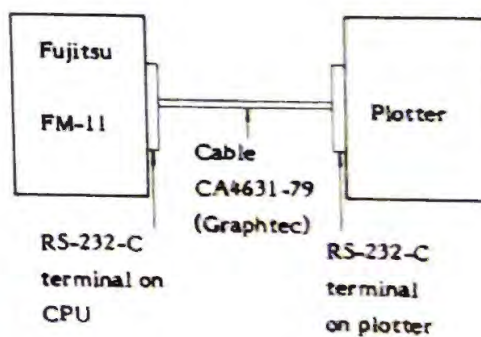 Fujitsu
FM-11
Plotter
Cable
CA4631-79
(Graphtec)
RS-232-C
terminal on
CPU
RS-232-C
terminal
on plotter